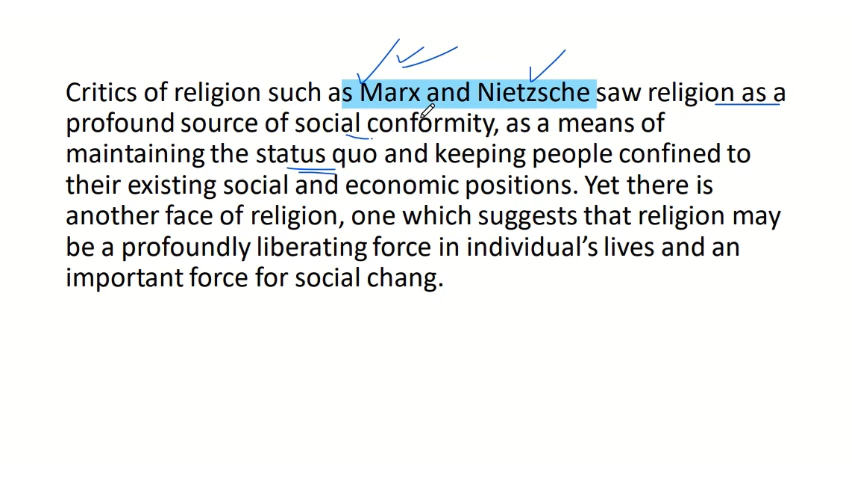 Critics of religion such as Marx and Nietzsche saw religion as a
profound source of social conformity, as a means of
maintaining the status quo and keeping people confined to
their existing social and economic positions. Yet there is
another face of religion, one which suggests that religion may
be a profoundly liberating force in individual’s lives and an
important force for social chang.